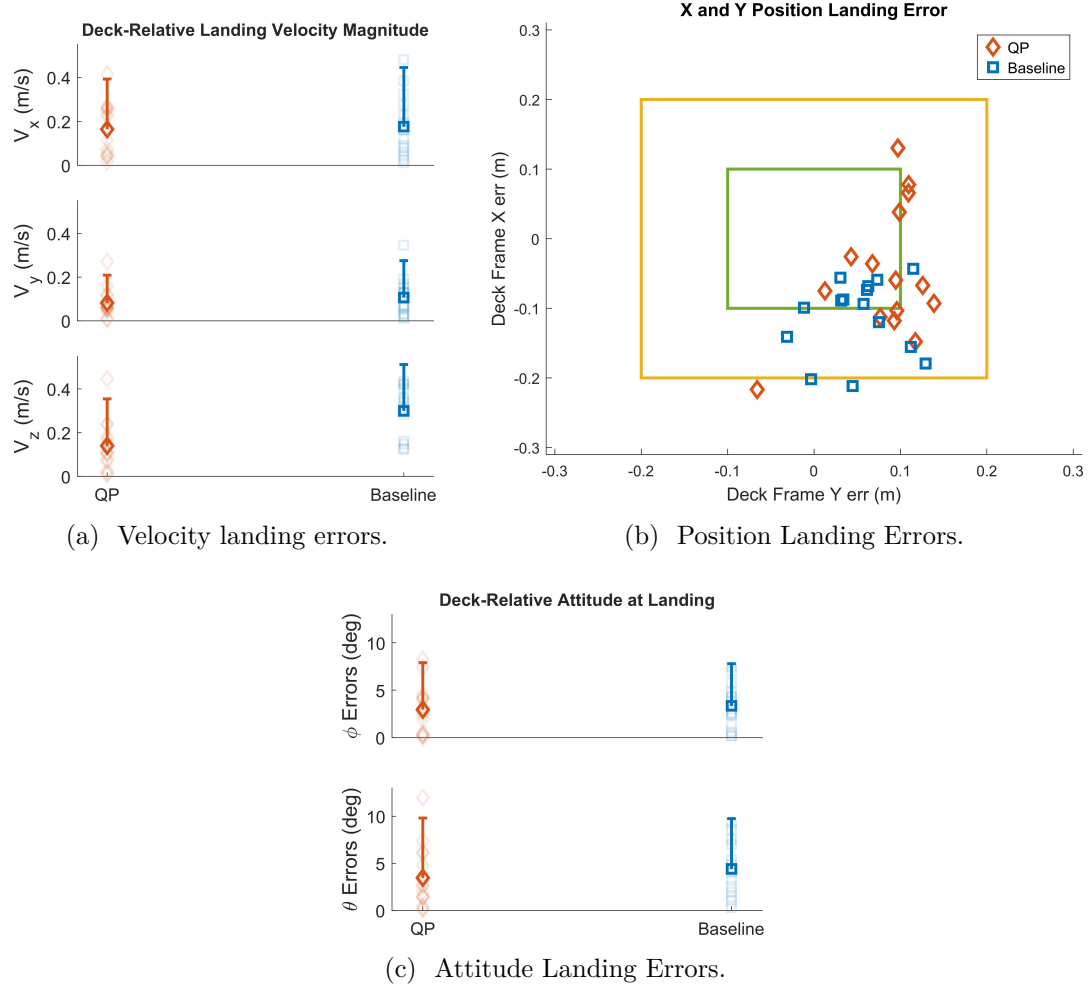 Deck-Relative Landing Velocity Magnitude
V_x (m/s)
0.4
0.2
0
V_y (m/s)
0.4
0.2
0
V_z (m/s)
0.4
0.2
0
QP
Baseline
(a) Velocity landing errors.
X and Y Position Landing Error
QP
Baseline
Deck Frame X err (m)
0.3
0.2
0.1
0
-0.1
-0.2
-0.3
-0.3
-0.2
-0.1
0
0.1
0.2
0.3
Deck Frame Y err (m)
(b) Position Landing Errors.
Deck-Relative Attitude at Landing
ϕ Errors (deg)
10
5
0
θ Errors (deg)
10
5
0
QP
Baseline
(c) Attitude Landing Errors.